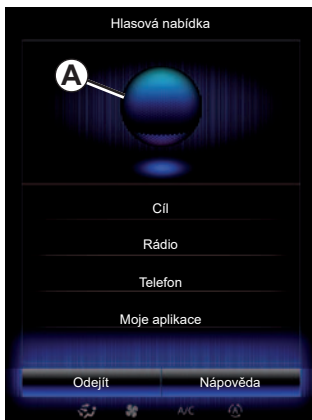 Hlasová nabídka
A
Cíl
Rádio
Telefon
Moje aplikace
Odejít Nápověda
A/C A